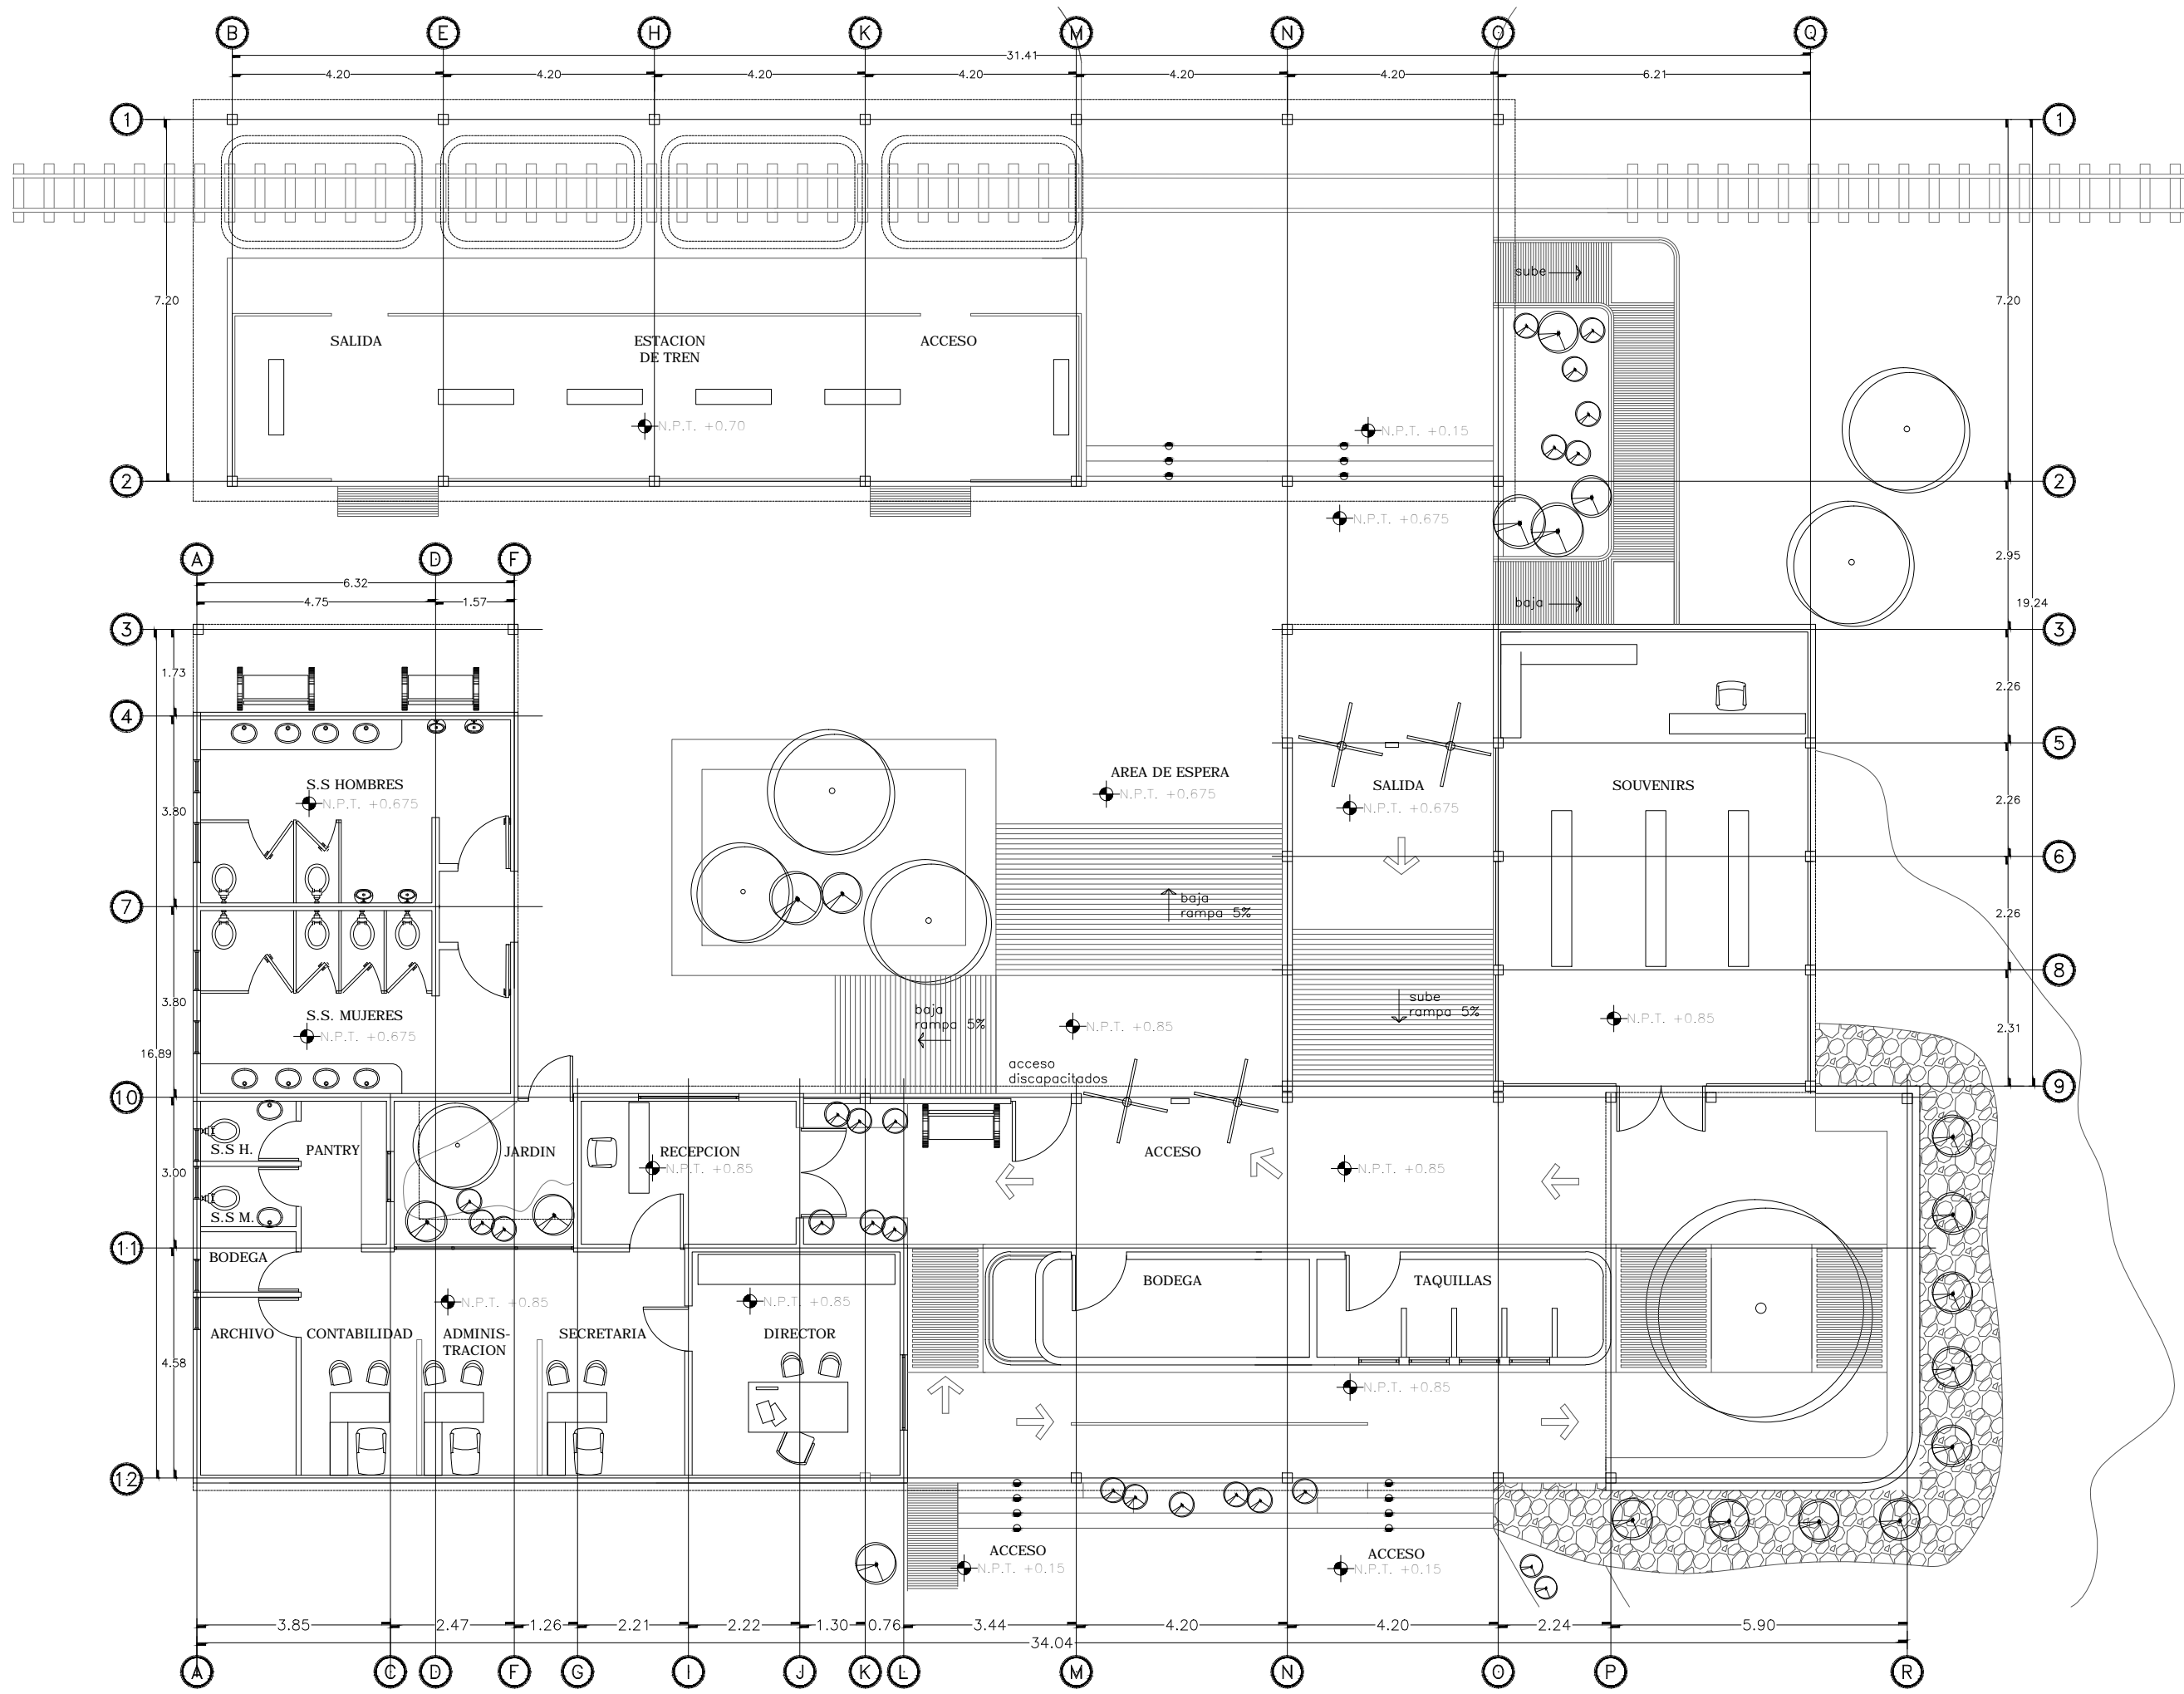 B E H K M N O Q
31.41
4.20 4.20 4.20 4.20 4.20 4.20 6.21
1 1
7.20 7.20
sube
SALIDA ESTACION ACCESO
DE TREN
N.P.T. +0.70 N.P.T. +0.15
2 2
N.P.T. +0.675
A D F
2.95
6.32
4.75 1.57
baja 19.24
3 3
1.73 2.26
4
5
AREA DE ESPERA
S.S HOMBRES SALIDA SOUVENIRS
N.P.T. +0.675 N.P.T. +0.675 N.P.T. +0.675
3.80 2.26
6
baja
rampa 5%
7 2.26
8
3.80 sube
rampa 5%
baja
rampa 5%
S.S. MUJERES
N.P.T. +0.675 N.P.T. +0.85 N.P.T. +0.85
2.31
16.89
acceso
discapacitados
10 9
S.S H. PANTRY JARDIN RECEPCION ACCESO
N.P.T. +0.85 N.P.T. +0.85
3.00
S.S M.
11
BODEGA BODEGA TAQUILLAS
N.P.T. +0.85 N.P.T. +0.85
ARCHIVO CONTABILIDAD ADMINIS- SECRETARIA DIRECTOR
TRACION
4.58
N.P.T. +0.85
12 12
ACCESO ACCESO
N.P.T. +0.15 N.P.T. +0.15
3.85 2.47 1.26 2.21 2.22 1.30 0.76 3.44 4.20 4.20 2.24 5.90
34.04
A C D F G I J K L M N O P R